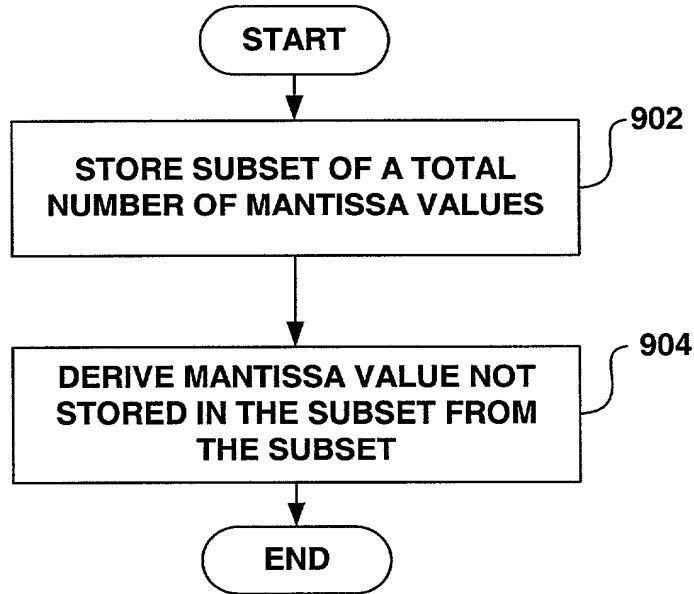 START
902
STORE SUBSET OF A TOTAL
NUMBER OF MANTISSA VALUES
904
DERIVE MANTISSA VALUE NOT
STORED IN THE SUBSET FROM
THE SUBSET
END